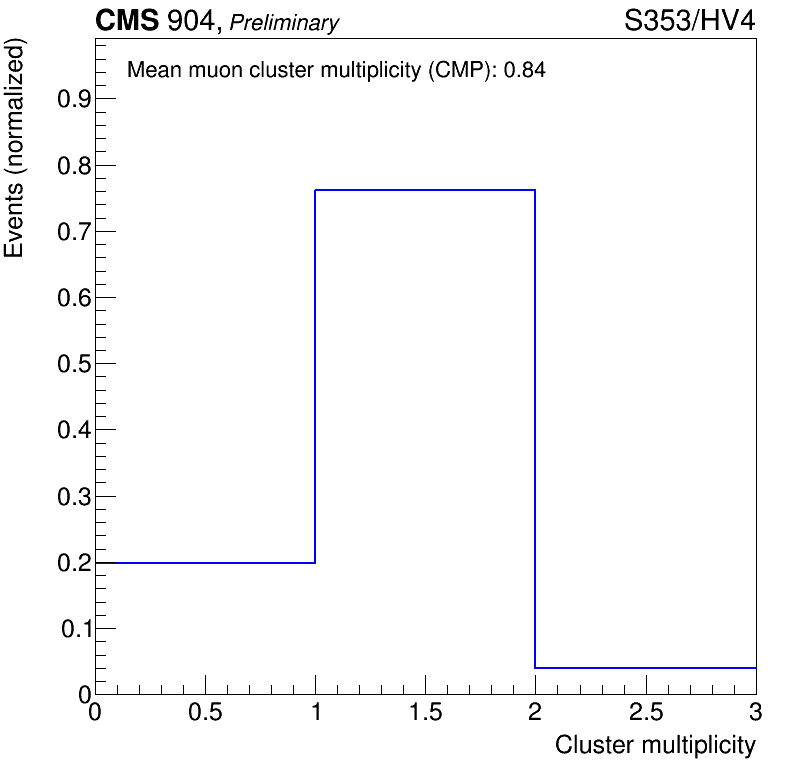 CMS 904, Preliminary S353/HV4
Mean muon cluster multiplicity (CMP): 0.84
Events (normalized)
0.9
0.8
0.7
0.6
0.5
0.4
0.3
0.2
0.1
0
0 0.5 1 1.5 2 2.5 3
Cluster multiplicity